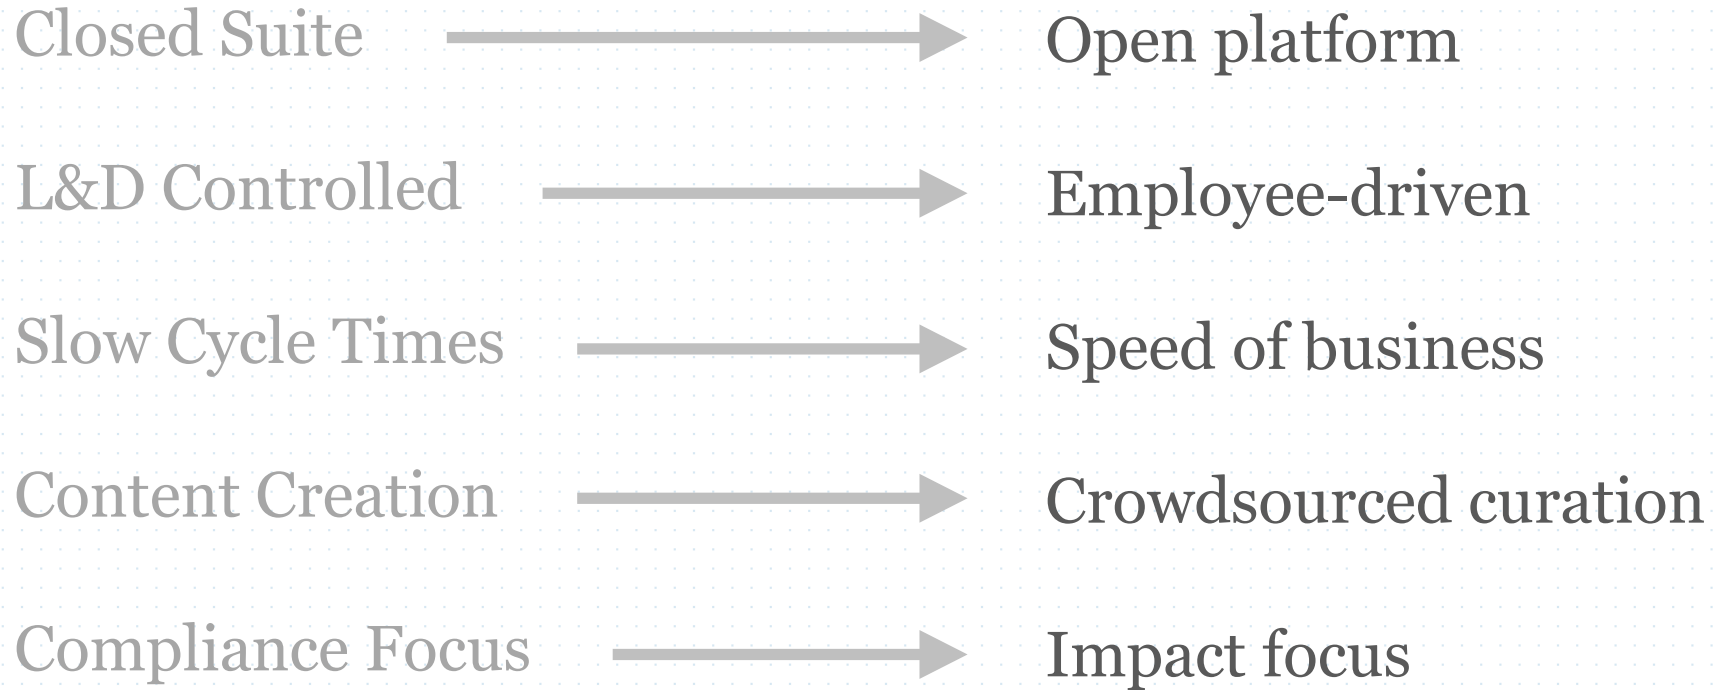 Closed Suite
Open platform
L&D Controlled
Employee-driven
Slow Cycle Times
Speed of business
Content Creation
Crowdsourced curation
Compliance Focus
Impact focus